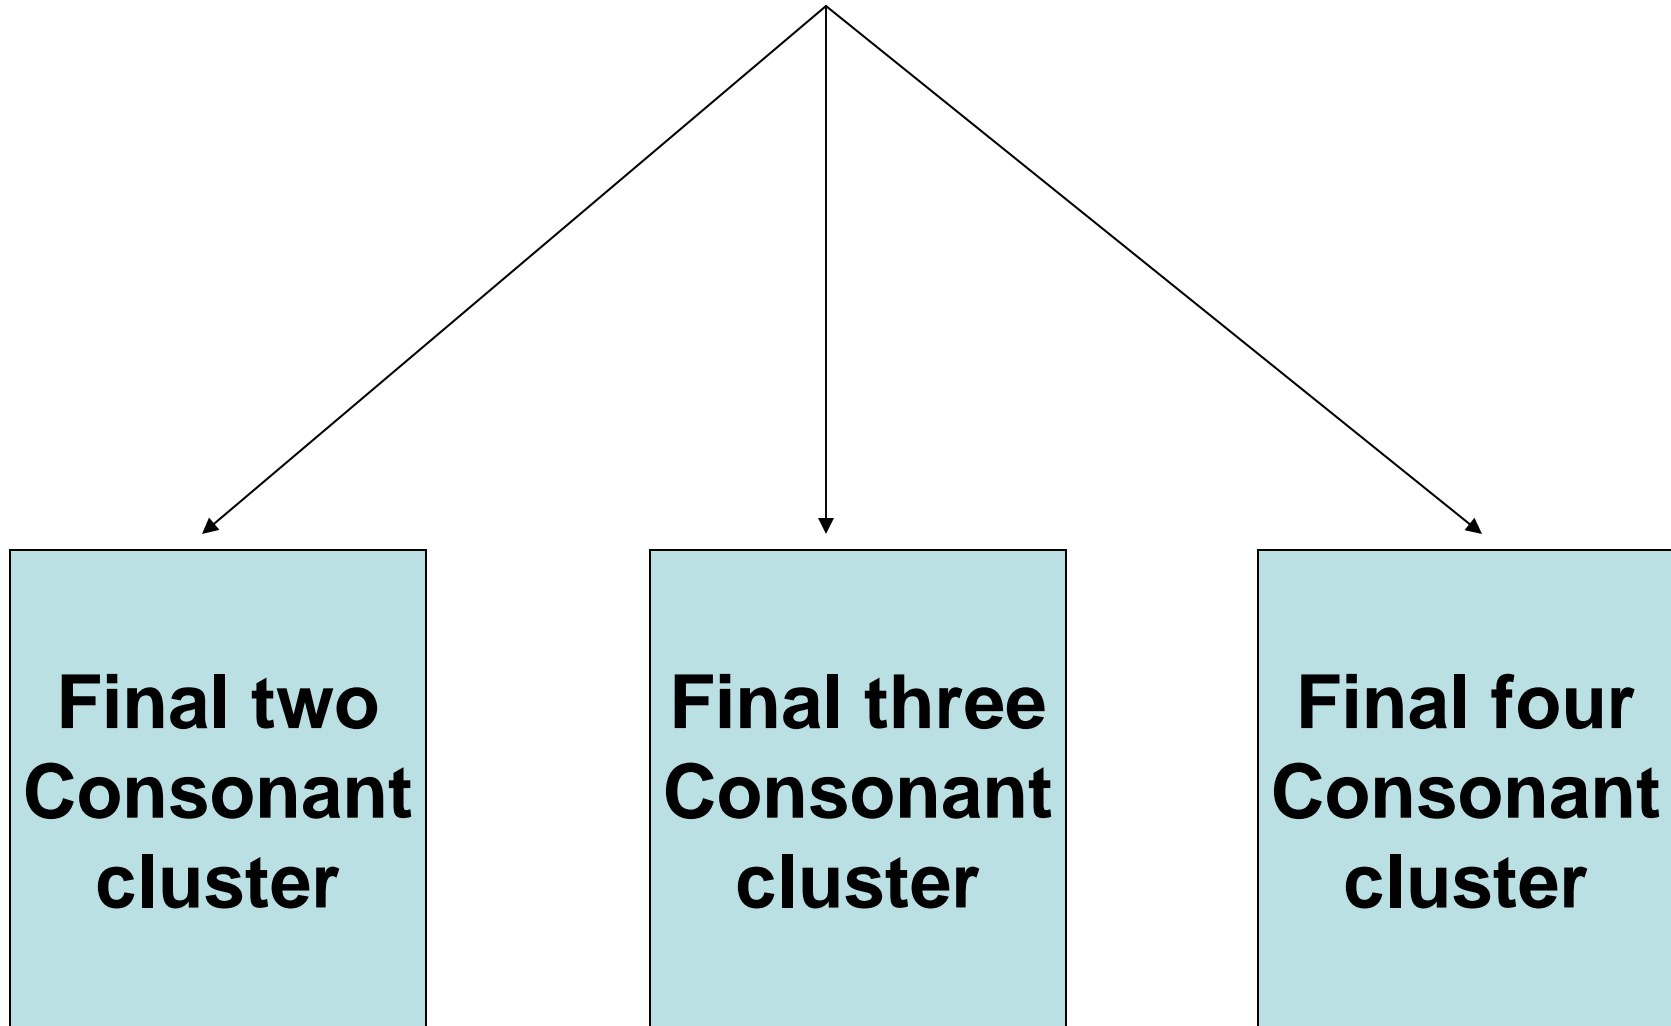 Final two
Consonant
cluster
Final three
Consonant
cluster
Final four
Consonant
cluster